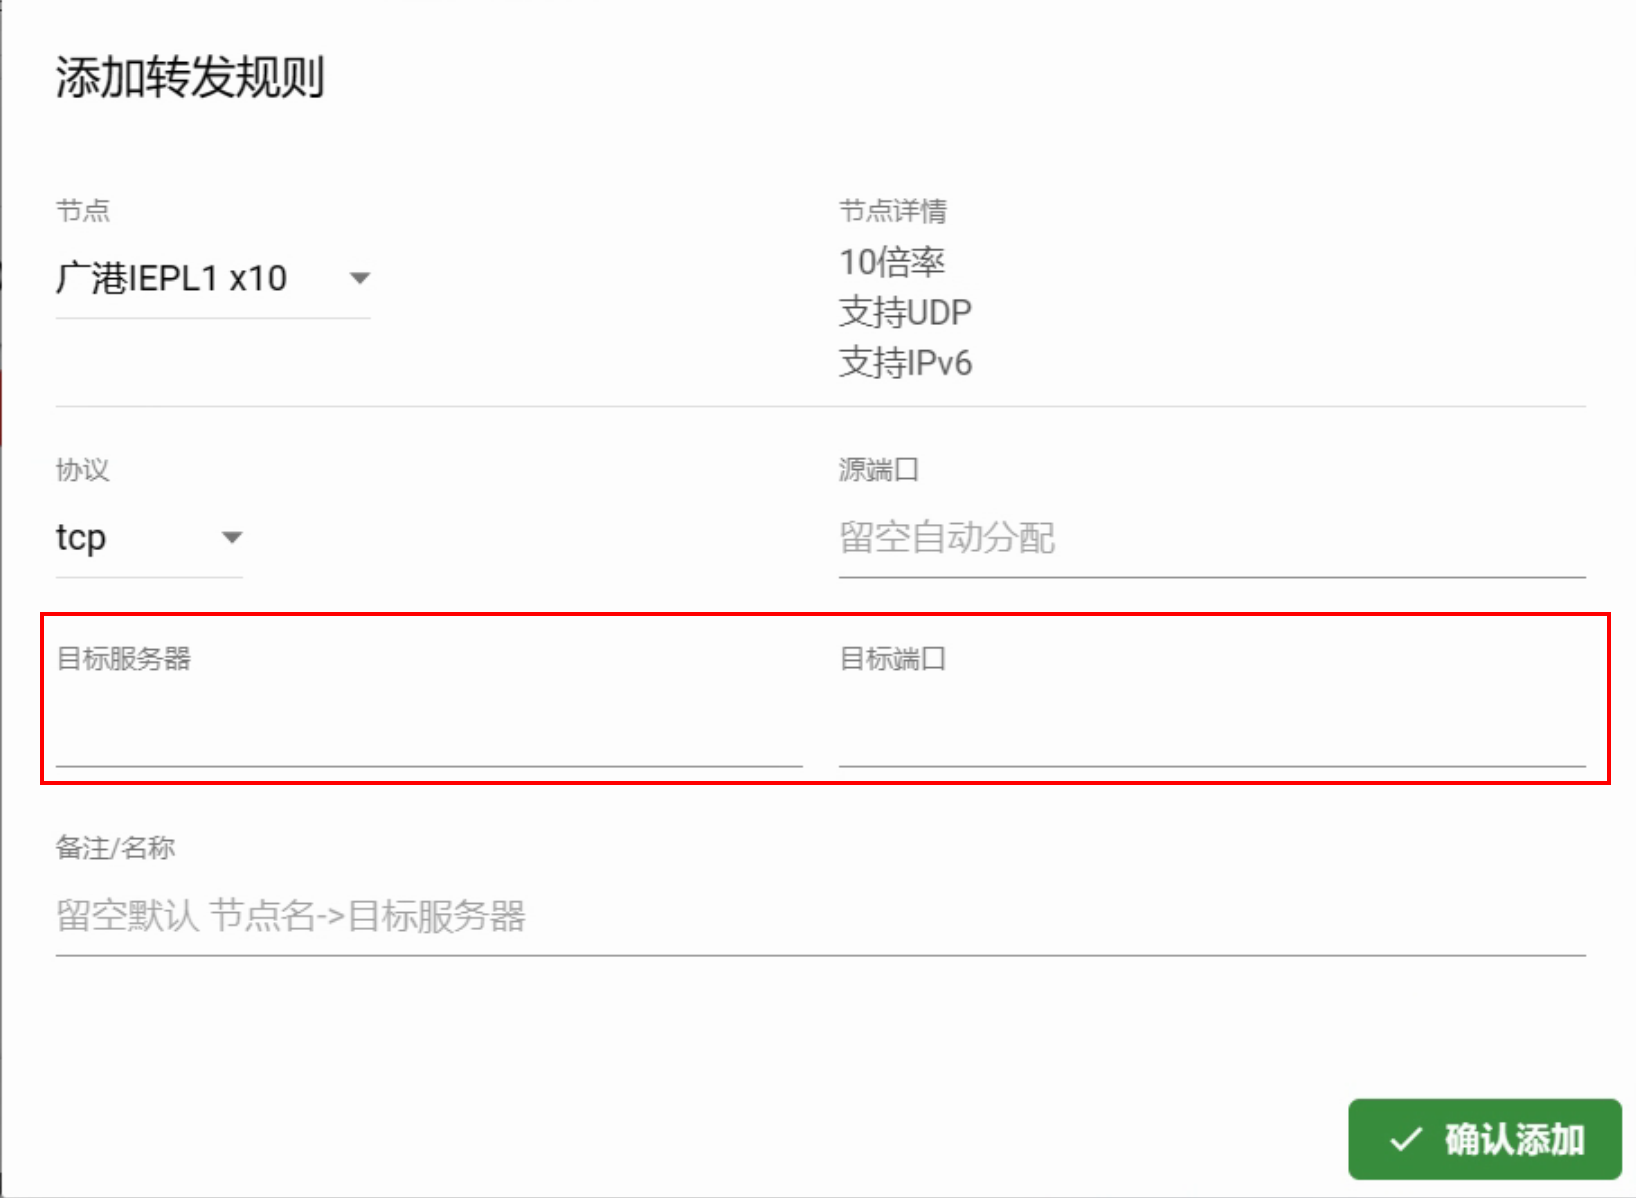 添加转发规则
节点
节点详情
广港IEPL1 x10
10倍率
支持UDP
支持IPv6
协议
源端口
tcp
留空自动分配
目标服务器
目标端口
备注/名称
留空默认 节点名->目标服务器
确认添加